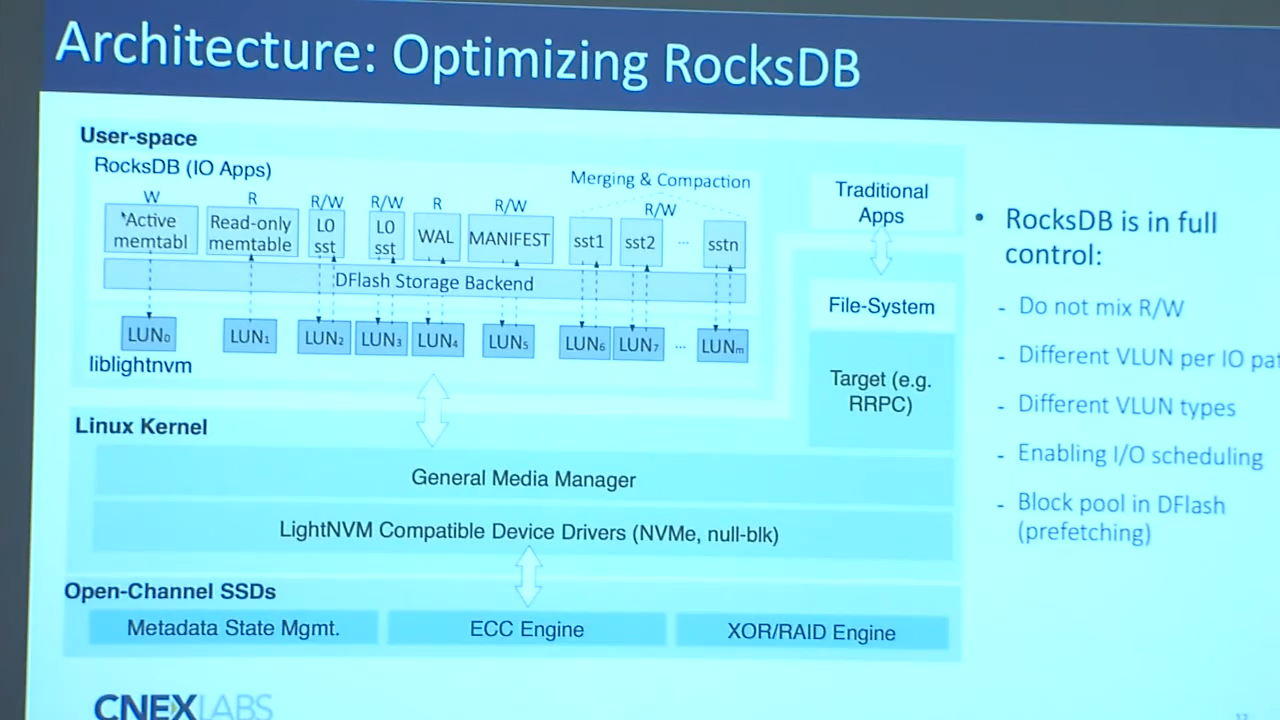 Architecture: Optimizing RocksDB
User-space
RocksDB (IO Apps)
Merging & Compaction
W
R
R/W
R/W
R
R/W
R/W
Active
memtabl
Read-only
memtable
L0
sst
L0
sst
WAL
MANIFEST
sst1
sst2
...
sstn
DFlash Storage Backend
LUN0
LUN1
LUN2
LUN3
LUN4
LUN5
LUN6
LUN7
...
LUNm
liblightnvm
Traditional
Apps
File-System
Target (e.g.
RRPC)
Linux Kernel
General Media Manager
LightNVM Compatible Device Drivers (NVMe, null-blk)
Open-Channel SSDs
Metadata State Mgmt.
ECC Engine
XOR/RAID Engine
• RocksDB is in full
control:
- Do not mix R/W
- Different VLUN per IO pat
- Different VLUN types
- Enabling I/O scheduling
- Block pool in DFlash
(prefetching)
CNEXLABS